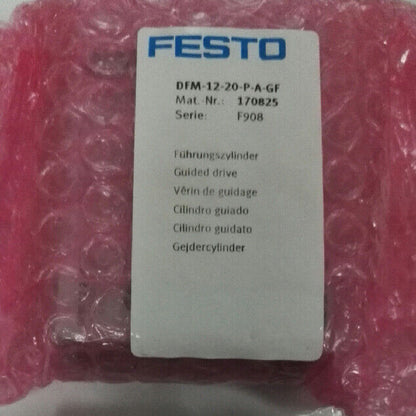 FESTO
DFM-12-20-P-A-GF
Mat.-Nr.: 170825
Serie: F908
Führungszylinder
Guided drive
Vérin de guidage
Cilindro guiado
Cilindro guidato
Gejdercylinder